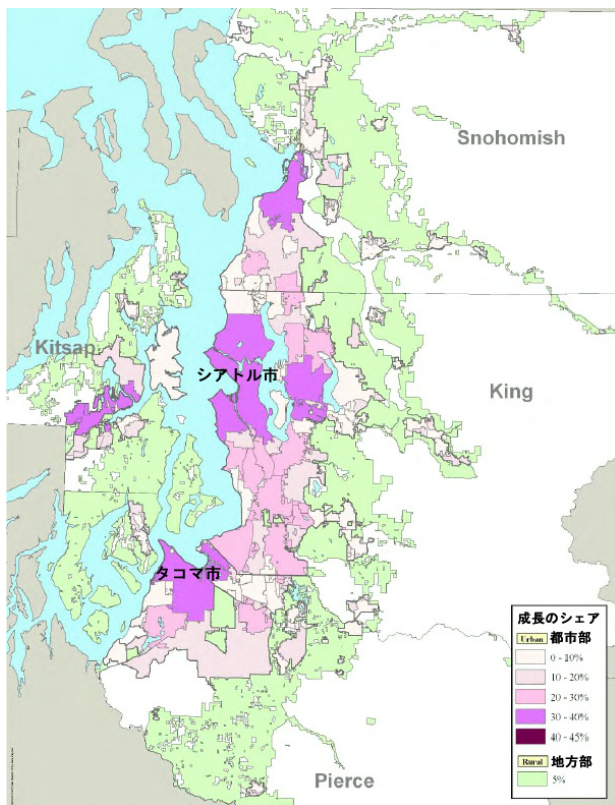 Snohomish
Kitsap
シアトル市
King
タコマ市
Pierce
成長のシェア
Urban 都市部
0 - 10%
10 - 20%
20 - 30%
30 - 40%
40 - 45%
Rural 地方部
5%